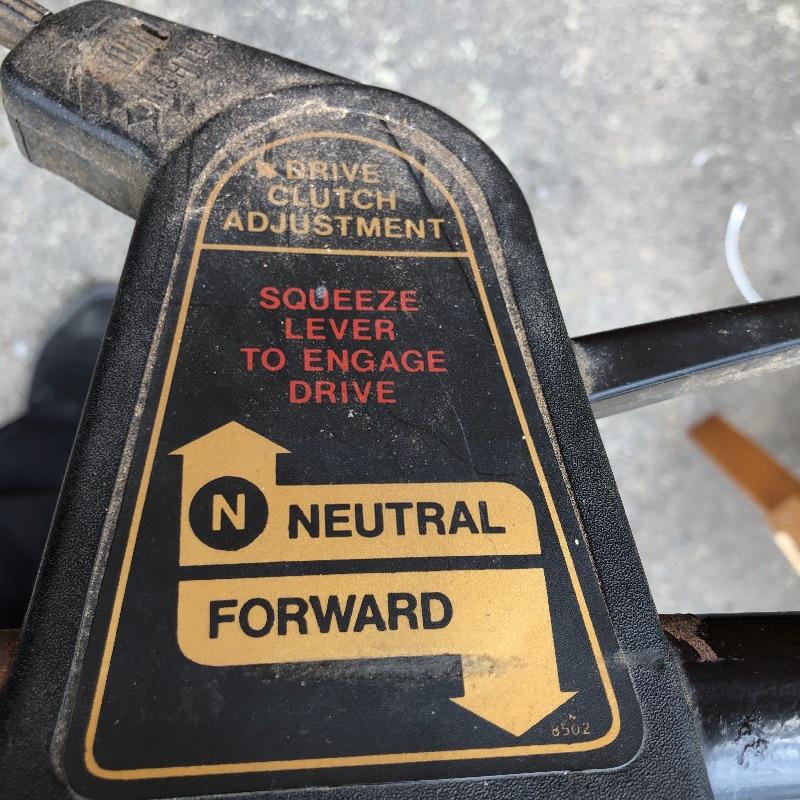 DRIVE
CLUTCH
ADJUSTMENT
SQUEEZE
LEVER
TO ENGAGE
DRIVE
N NEUTRAL
FORWARD
8502